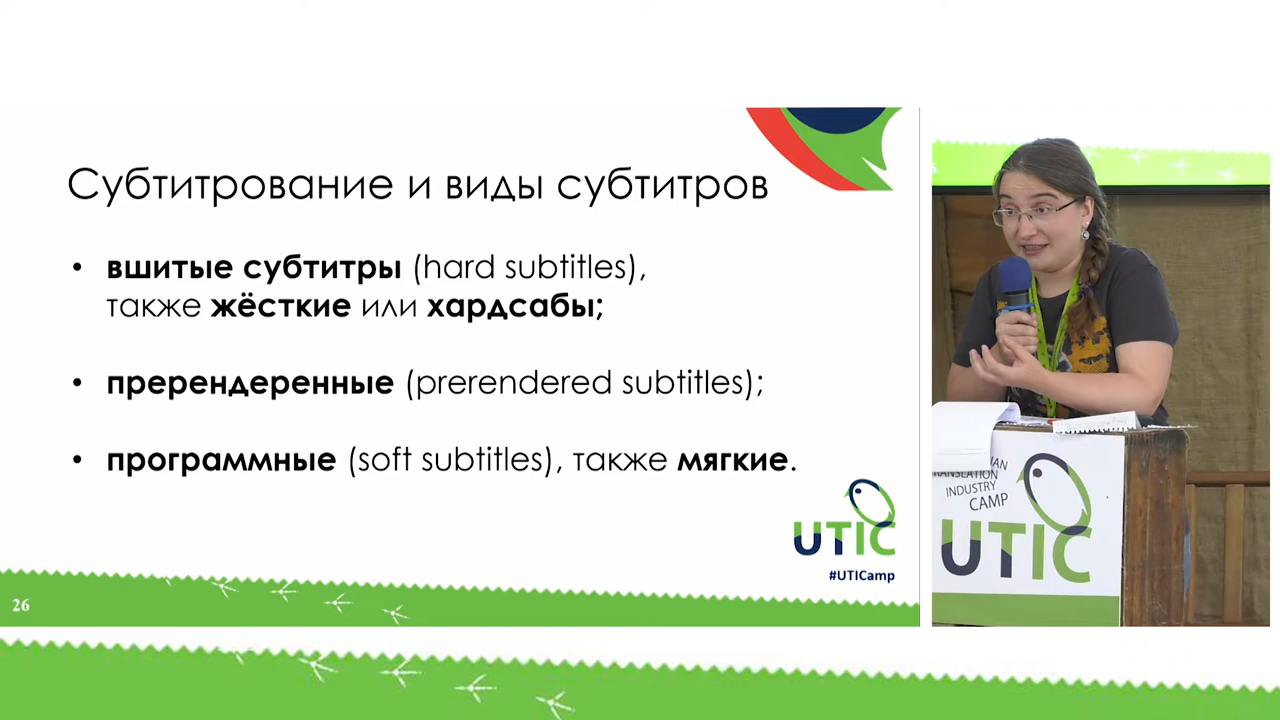 Субтитрование и виды субтитров
• вшитые субтитры (hard subtitles),
также жёсткие или хардсабы;
• пререндеренные (prerendered subtitles);
• программные (soft subtitles), также мягкие.
UTIC
#UTICamp
26
TRANSLATION
INDUSTRY
CAMP
UTIC